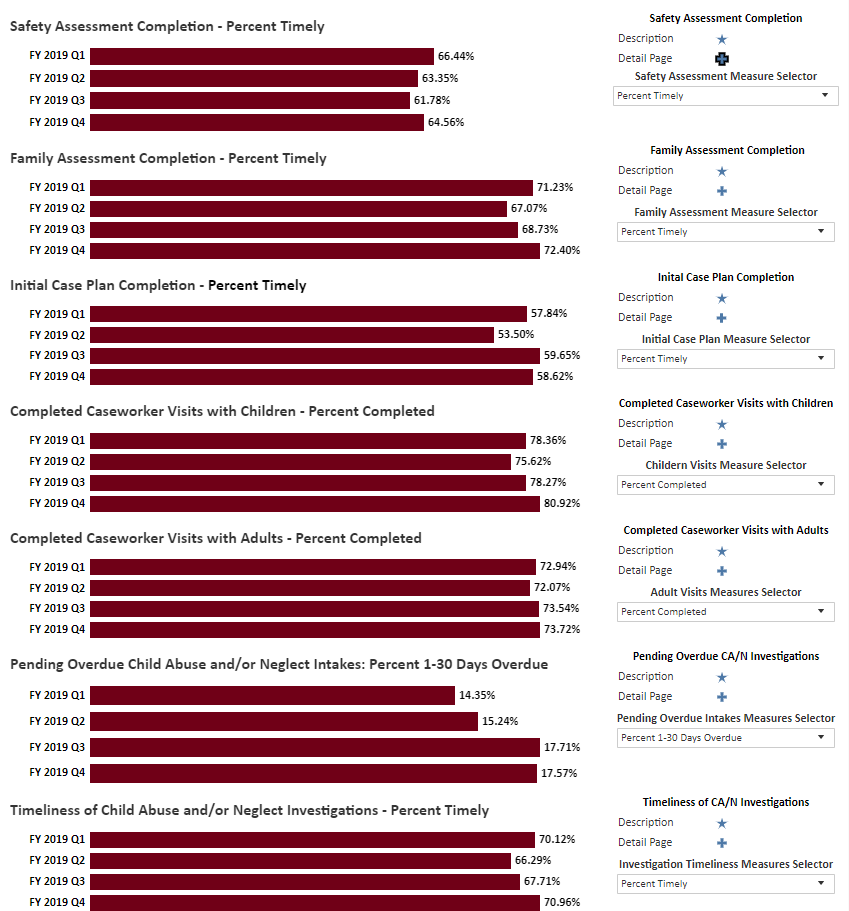 Safety Assessment Completion - Percent Timely
FY 2019 Q1 66.44%
FY 2019 Q2 63.35%
FY 2019 Q3 61.78%
FY 2019 Q4 64.56%
Safety Assessment Completion
Description
Detail Page
Safety Assessment Measure Selector
Percent Timely
Family Assessment Completion - Percent Timely
FY 2019 Q1 71.23%
FY 2019 Q2 67.07%
FY 2019 Q3 68.73%
FY 2019 Q4 72.40%
Family Assessment Completion
Description
Detail Page
Family Assessment Measure Selector
Percent Timely
Initial Case Plan Completion - Percent Timely
FY 2019 Q1 57.84%
FY 2019 Q2 53.50%
FY 2019 Q3 59.65%
FY 2019 Q4 58.62%
Inital Case Plan Completion
Description
Detail Page
Initial Case Plan Measure Selector
Percent Timely
Completed Caseworker Visits with Children - Percent Completed
FY 2019 Q1 78.36%
FY 2019 Q2 75.62%
FY 2019 Q3 78.27%
FY 2019 Q4 80.92%
Completed Caseworker Visits with Children
Description
Detail Page
Childern Visits Measure Selector
Percent Completed
Completed Caseworker Visits with Adults - Percent Completed
FY 2019 Q1 72.94%
FY 2019 Q2 72.07%
FY 2019 Q3 73.54%
FY 2019 Q4 73.72%
Completed Caseworker Visits with Adults
Description
Detail Page
Adult Visits Measures Selector
Percent Completed
Pending Overdue Child Abuse and/or Neglect Intakes: Percent 1-30 Days Overdue
FY 2019 Q1 14.35%
FY 2019 Q2 15.24%
FY 2019 Q3 17.71%
FY 2019 Q4 17.57%
Pending Overdue CA/N Investigations
Description
Detail Page
Pending Overdue Intakes Measures Selector
Percent 1-30 Days Overdue
Timeliness of Child Abuse and/or Neglect Investigations - Percent Timely
FY 2019 Q1 70.12%
FY 2019 Q2 66.29%
FY 2019 Q3 67.71%
FY 2019 Q4 70.96%
Timeliness of CA/N Investigations
Description
Detail Page
Investigation Timeliness Measures Selector
Percent Timely